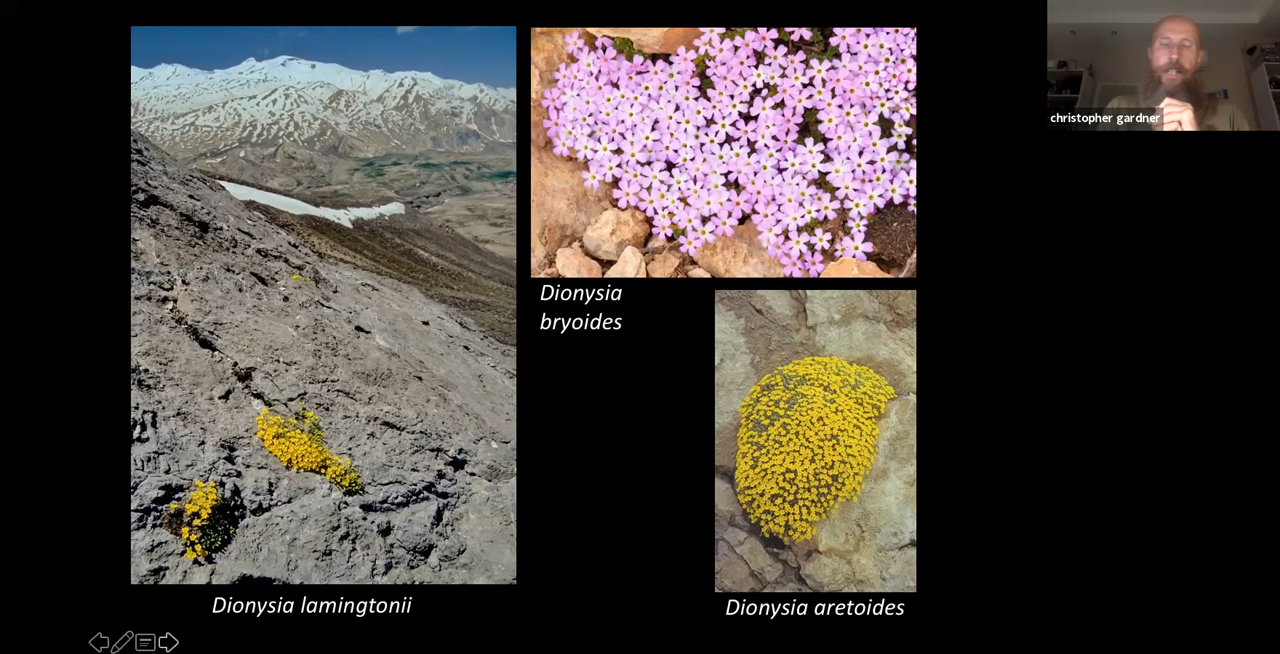 christopher gardner
Dionysia
bryoides
Dionysia lamingtonii
Dionysia aretoides